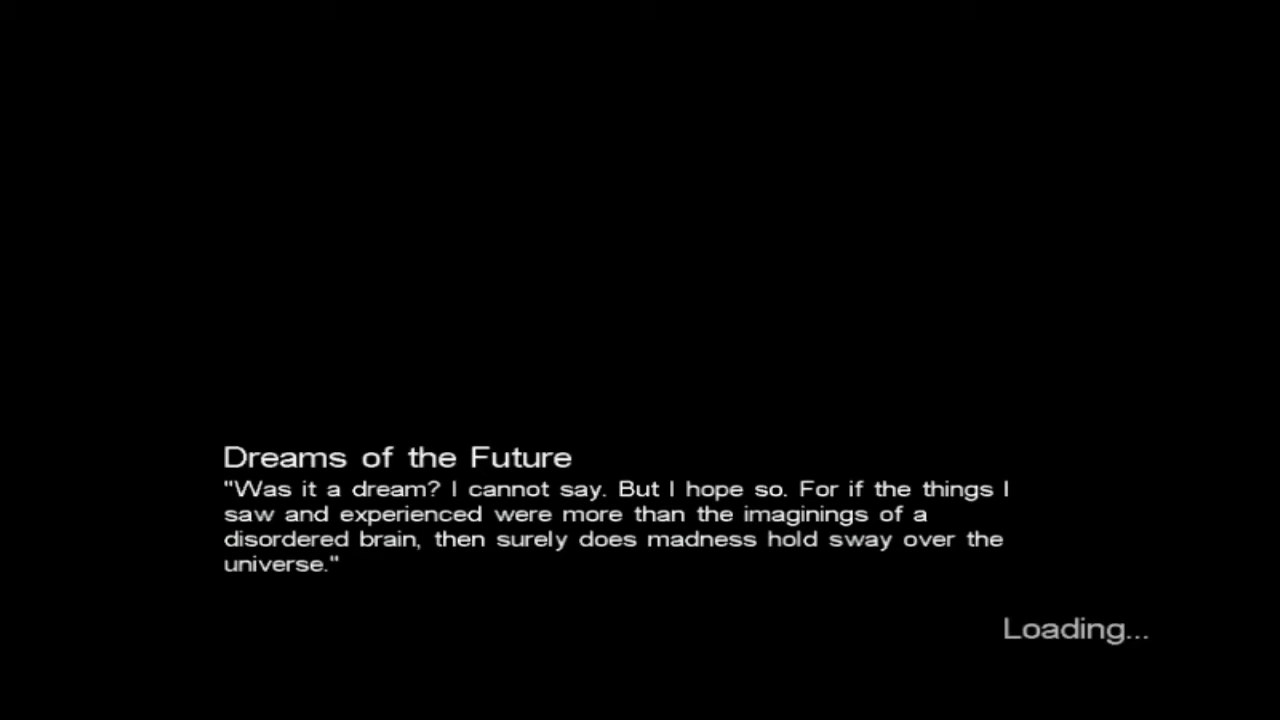 Dreams of the Future
"Was it a dream? I cannot say. But I hope so. For if the things I
saw and experienced were more than the imaginings of a
disordered brain, then surely does madness hold sway over the
universe."
Loading...